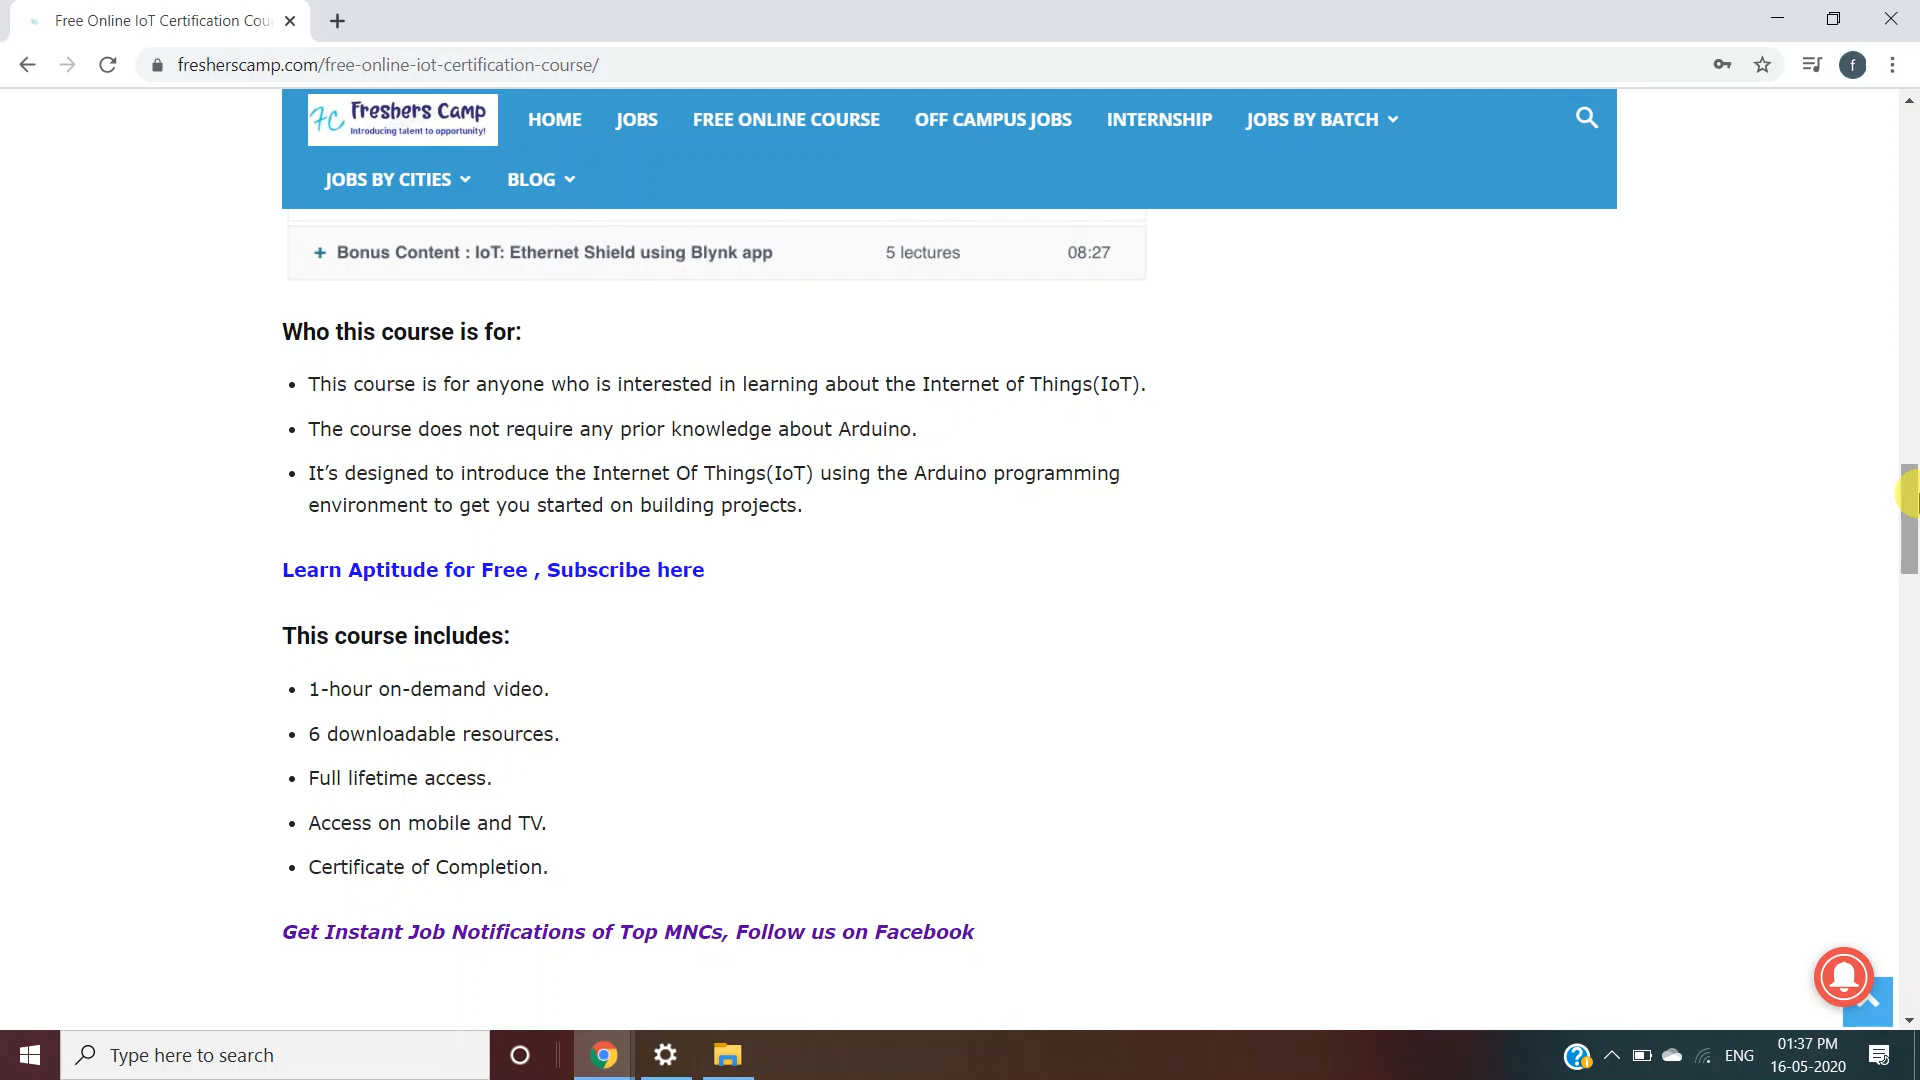 Free Online IoT Certification Cou
fresherscamp.com/free-online-iot-certification-course/
f
FC Freshers Camp
Introducing talent to opportunity!
HOME JOBS FREE ONLINE COURSE OFF CAMPUS JOBS INTERNSHIP JOBS BY BATCH
JOBS BY CITIES BLOG
+ Bonus Content : IoT: Ethernet Shield using Blynk app 5 lectures 08:27
Who this course is for:
• This course is for anyone who is interested in learning about the Internet of Things(IoT).
• The course does not require any prior knowledge about Arduino.
• It’s designed to introduce the Internet Of Things(IoT) using the Arduino programming
environment to get you started on building projects.
Learn Aptitude for Free , Subscribe here
This course includes:
• 1-hour on-demand video.
• 6 downloadable resources.
• Full lifetime access.
• Access on mobile and TV.
• Certificate of Completion.
Get Instant Job Notifications of Top MNCs, Follow us on Facebook
Type here to search
ENG
01:37 PM
16-05-2020